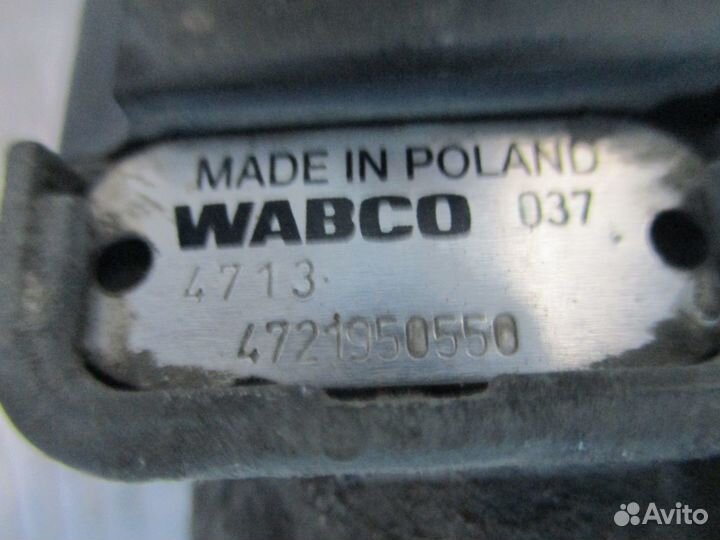 MADE IN POLAND
WABCO 037
4713
4721950550
Avito